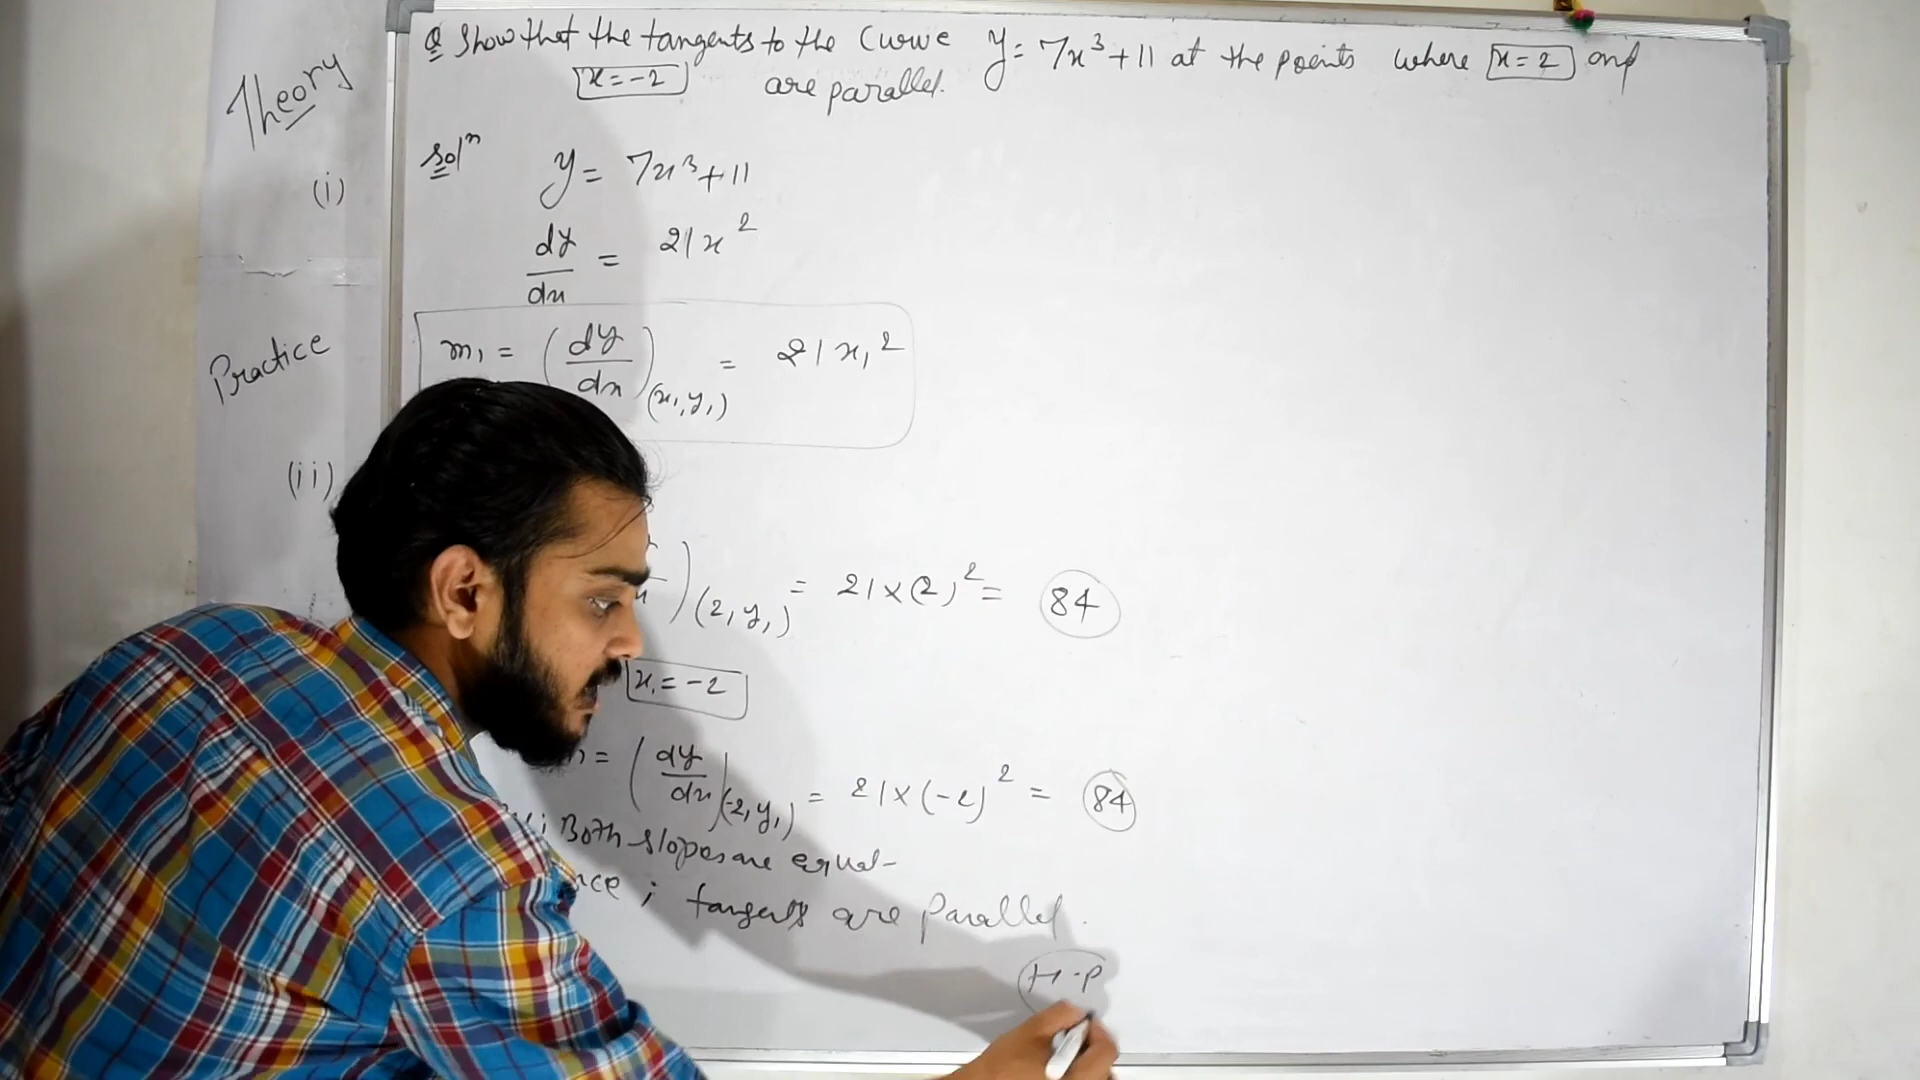 Theory
(i)
Practice
(ii)
Q Show that the tangents to the Curve y = 7x³+11 at the points where x = 2 and
x = -2 are parallel.
Solⁿ y = 7x³+11
dy/dx = 21x²
m₁ = (dy/dx)(x₁,y₁) = 21x₁²
)(2,y₁) = 21×(2)² = 84
x₁ = -2
= (dy/dx)(-2,y₁) = 21×(-2)² = 84
Both slopes are equal
; tangents are Parallel.
H.P